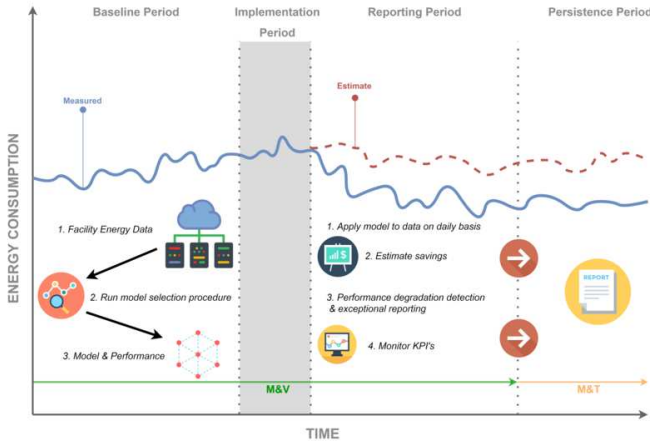 Baseline Period
Implementation
Period
Reporting Period
Persistence Period
Measured
Estimate
ENERGY CONSUMPTION
1. Facility Energy Data
2. Run model selection procedure
3. Model & Performance
1. Apply model to data on daily basis
$
2. Estimate savings
3. Performance degradation detection
& exceptional reporting
4. Monitor KPI's
REPORT
M&V
M&T
TIME